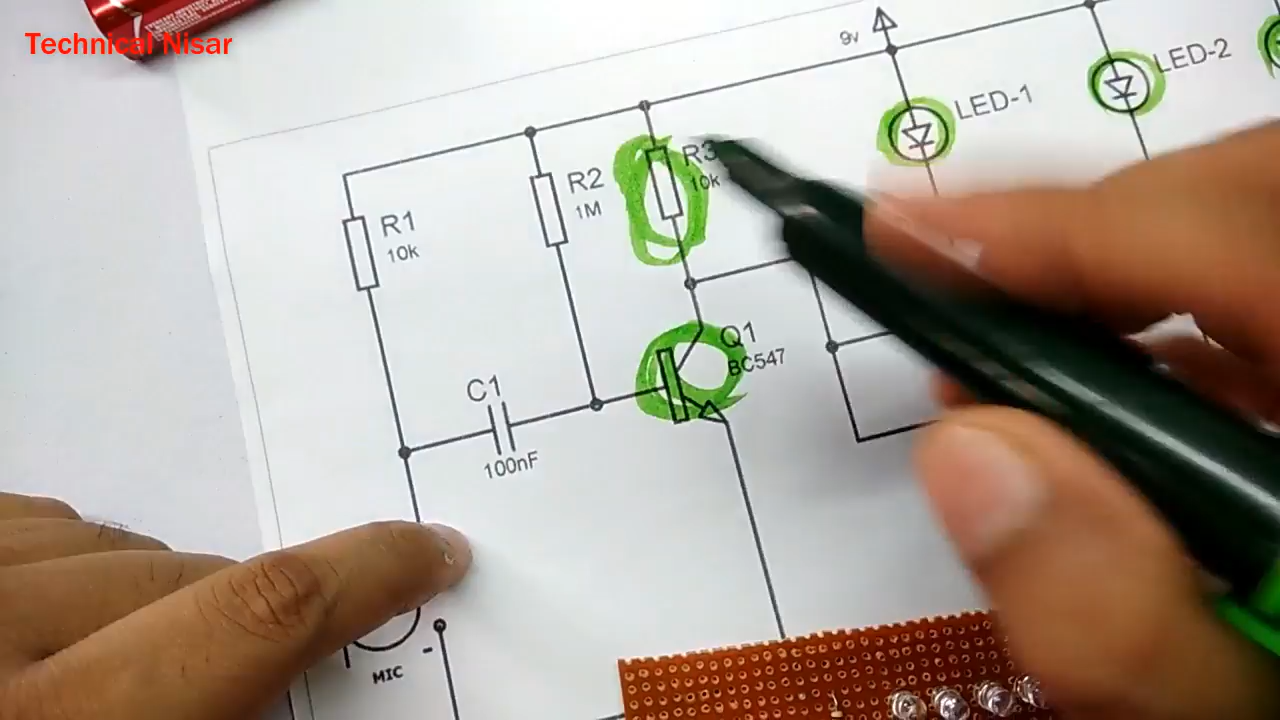 Technical Nisar
9v
LED-1
LED-2
R1
10k
R2
1M
R3
10k
Q1
BC547
C1
100nF
MIC
-